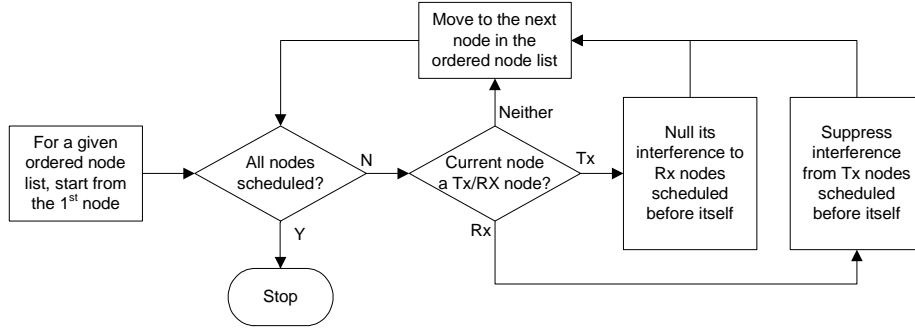 Move to the next
node in the
ordered node list
Neither
For a given
ordered node
list, start from
the 1st node
All nodes
scheduled?
N
Current node
a Tx/RX node?
Tx
Null its
interference to
Rx nodes
scheduled
before itself
Suppress
interference
from Tx nodes
scheduled
before itself
Y
Rx
Stop